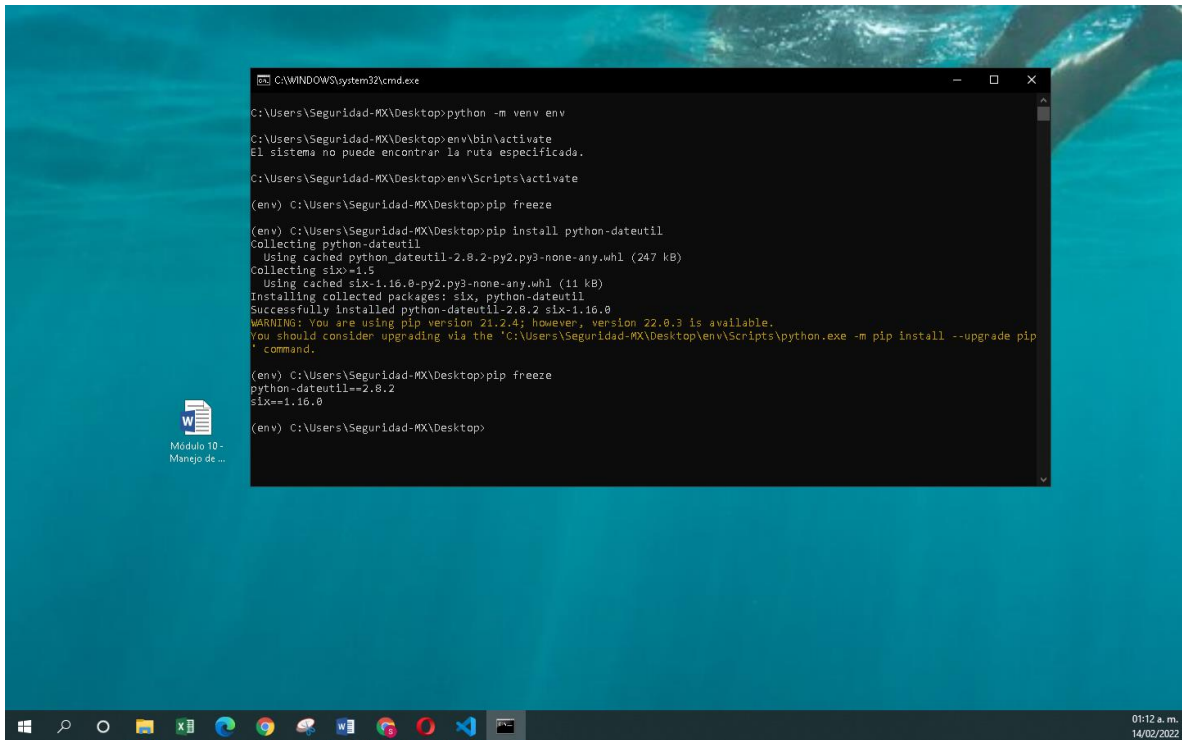 C:\WINDOWS\system32\cmd.exe
C:\Users\Seguridad-MX\Desktop>python -m venv env
C:\Users\Seguridad-MX\Desktop>env\bin\activate
El sistema no puede encontrar la ruta especificada.
C:\Users\Seguridad-MX\Desktop>env\Scripts\activate
(env) C:\Users\Seguridad-MX\Desktop>pip freeze
(env) C:\Users\Seguridad-MX\Desktop>pip install python-dateutil
Collecting python-dateutil
  Using cached python_dateutil-2.8.2-py2.py3-none-any.whl (247 kB)
Collecting six>=1.5
  Using cached six-1.16.0-py2.py3-none-any.whl (11 kB)
Installing collected packages: six, python-dateutil
Successfully installed python-dateutil-2.8.2 six-1.16.0
WARNING: You are using pip version 21.2.4; however, version 22.0.3 is available.
You should consider upgrading via the 'C:\Users\Seguridad-MX\Desktop\env\Scripts\python.exe -m pip install --upgrade pip
' command.
(env) C:\Users\Seguridad-MX\Desktop>pip freeze
python-dateutil==2.8.2
six==1.16.0
(env) C:\Users\Seguridad-MX\Desktop>
Módulo 10 -
Manejo de ...
01:12 a. m.
14/02/2022